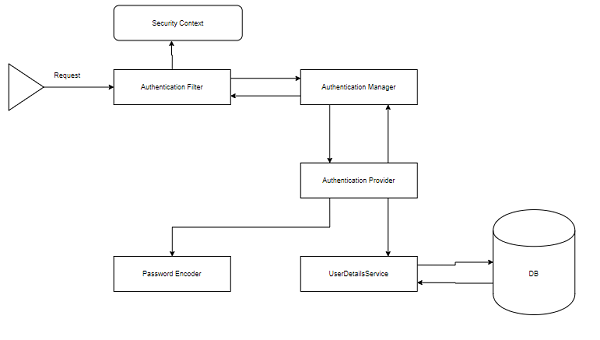 Security Context
Request
Authentication Filter
Authentication Manager
Authentication Provider
Password Encoder
UserDetailsService
DB